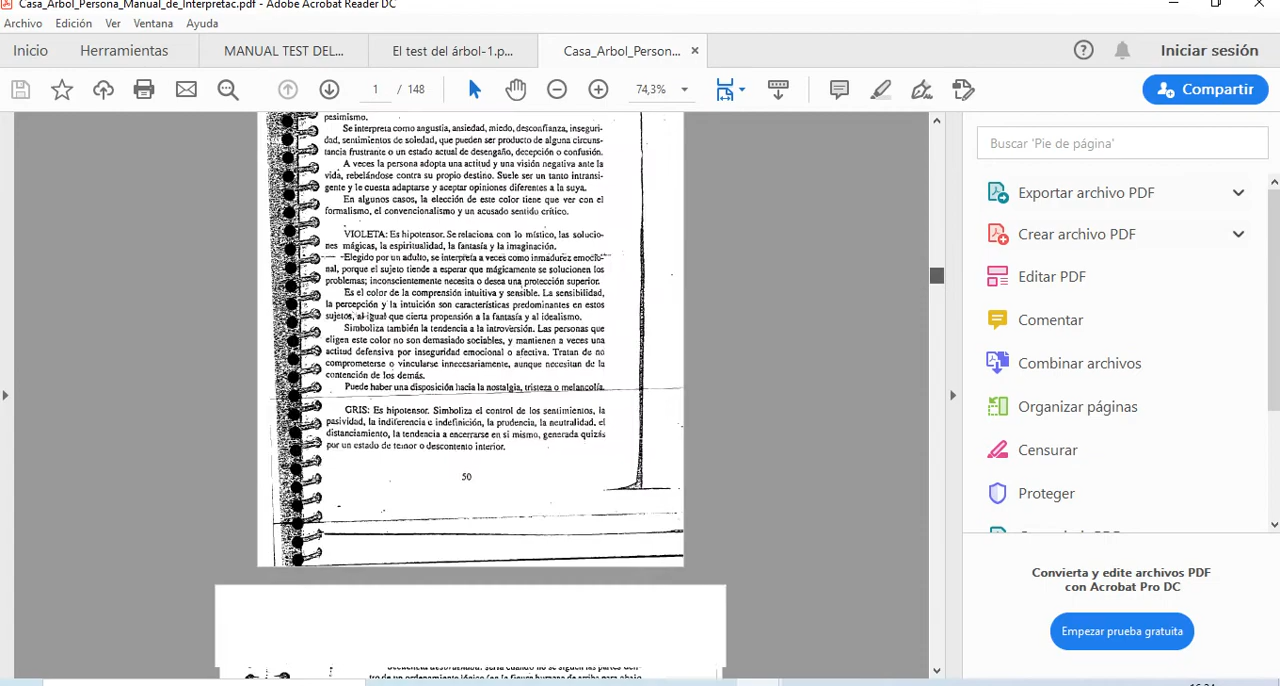 Casa_Arbol_Persona_Manual_de_Interpretac.pdf - Adobe Acrobat Reader DC
Archivo Edición Ver Ventana Ayuda
Inicio Herramientas MANUAL TEST DEL... El test del árbol-1.p... Casa_Arbol_Person... × Iniciar sesión
1 / 148 74,3% Compartir
pesimismo.
Se interpreta como angustia, ansiedad, miedo, desconfianza, inseguri-
dad, sentimientos de soledad, que pueden ser producto de alguna circuns-
tancia frustrante o un estado actual de desengaño, decepción o confusión.
A veces la persona adopta una actitud y una visión negativa ante la
vida, rebelándose contra su propio destino. Suele ser un tanto intransi-
gente y le cuesta adaptarse y aceptar opiniones diferentes a la suya.
En algunos casos, la elección de este color tiene que ver con el
formalismo, el convencionalismo y un acusado sentido crítico.
VIOLETA: Es hipotensor. Se relaciona con lo místico, las solucio-
nes mágicas, la espiritualidad, la fantasía y la imaginación.
Elegido por un adulto, se interpreta a veces como inmadurez emocio-
nal, porque el sujeto tiende a esperar que mágicamente se solucionen los
problemas; inconscientemente necesita o desea una protección superior.
Es el color de la comprensión intuitiva y sensible. La sensibilidad,
la percepción y la intuición son características predominantes en estos
sujetos, al igual que cierta propensión a la fantasía y al idealismo.
Simboliza también la tendencia a la introversión. Las personas que
eligen este color no son demasiado sociables, y mantienen a veces una
actitud defensiva por inseguridad emocional o afectiva. Tratan de no
comprometerse o vincularse innecesariamente, aunque necesitan de la
contención de los demás.
Puede haber una disposición hacia la nostalgia, tristeza o melancolía.
GRIS: Es hipotensor. Simboliza el control de los sentimientos, la
pasividad, la indiferencia e indefinición, la prudencia, la neutralidad, el
distanciamiento, la tendencia a encerrarse en si mismo, generada quizás
por un estado de temor o descontento interior.
50
tro de un ordenamiento lógico (en la figura humana de arriba para abajo
Buscar 'Pie de página'
Exportar archivo PDF
Crear archivo PDF
Editar PDF
Comentar
Combinar archivos
Organizar páginas
Censurar
Proteger
Convierta y edite archivos PDF
con Acrobat Pro DC
Empezar prueba gratuita